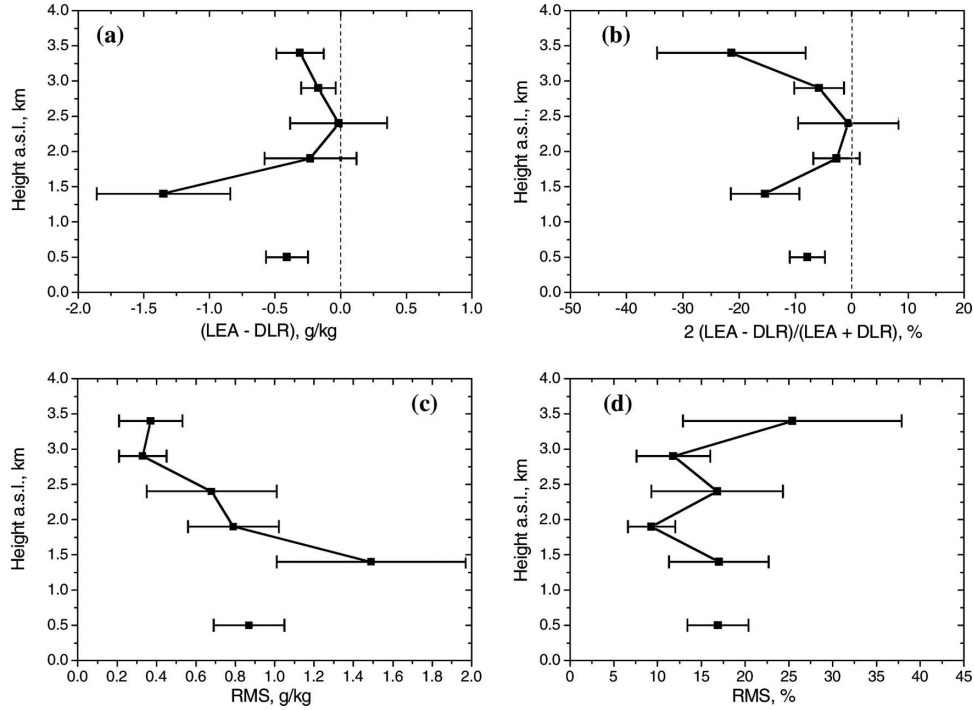 (a)
4.0
3.5
3.0
2.5
2.0
1.5
1.0
0.5
0.0
Height a.s.l., km
-2.0 -1.5 -1.0 -0.5 0.0 0.5 1.0
(LEA - DLR), g/kg
(b)
4.0
3.5
3.0
2.5
2.0
1.5
1.0
0.5
0.0
Height a.s.l., km
-50 -40 -30 -20 -10 0 10 20
2 (LEA - DLR)/(LEA + DLR), %
(c)
4.0
3.5
3.0
2.5
2.0
1.5
1.0
0.5
0.0
Height a.s.l., km
0.0 0.2 0.4 0.6 0.8 1.0 1.2 1.4 1.6 1.8 2.0
RMS, g/kg
(d)
4.0
3.5
3.0
2.5
2.0
1.5
1.0
0.5
0.0
Height a.s.l., km
0 5 10 15 20 25 30 35 40 45
RMS, %